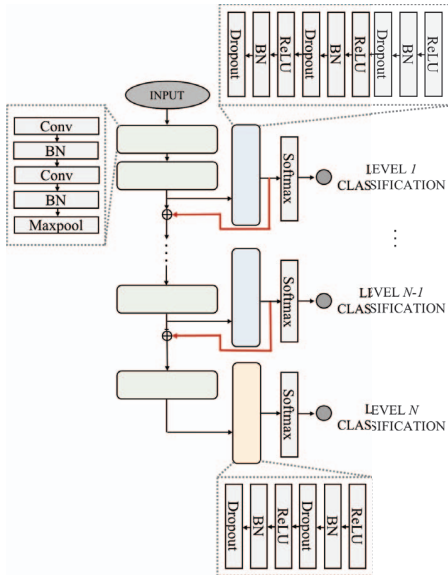 Dropout
BN
ReLU
Dropout
BN
ReLU
Dropout
BN
ReLU
INPUT
Conv
BN
Conv
BN
Maxpool
Softmax
LEVEL 1
CLASSIFICATION
Softmax
LEVEL N-1
CLASSIFICATION
Softmax
LEVEL N
CLASSIFICATION
Dropout
BN
ReLU
Dropout
BN
ReLU